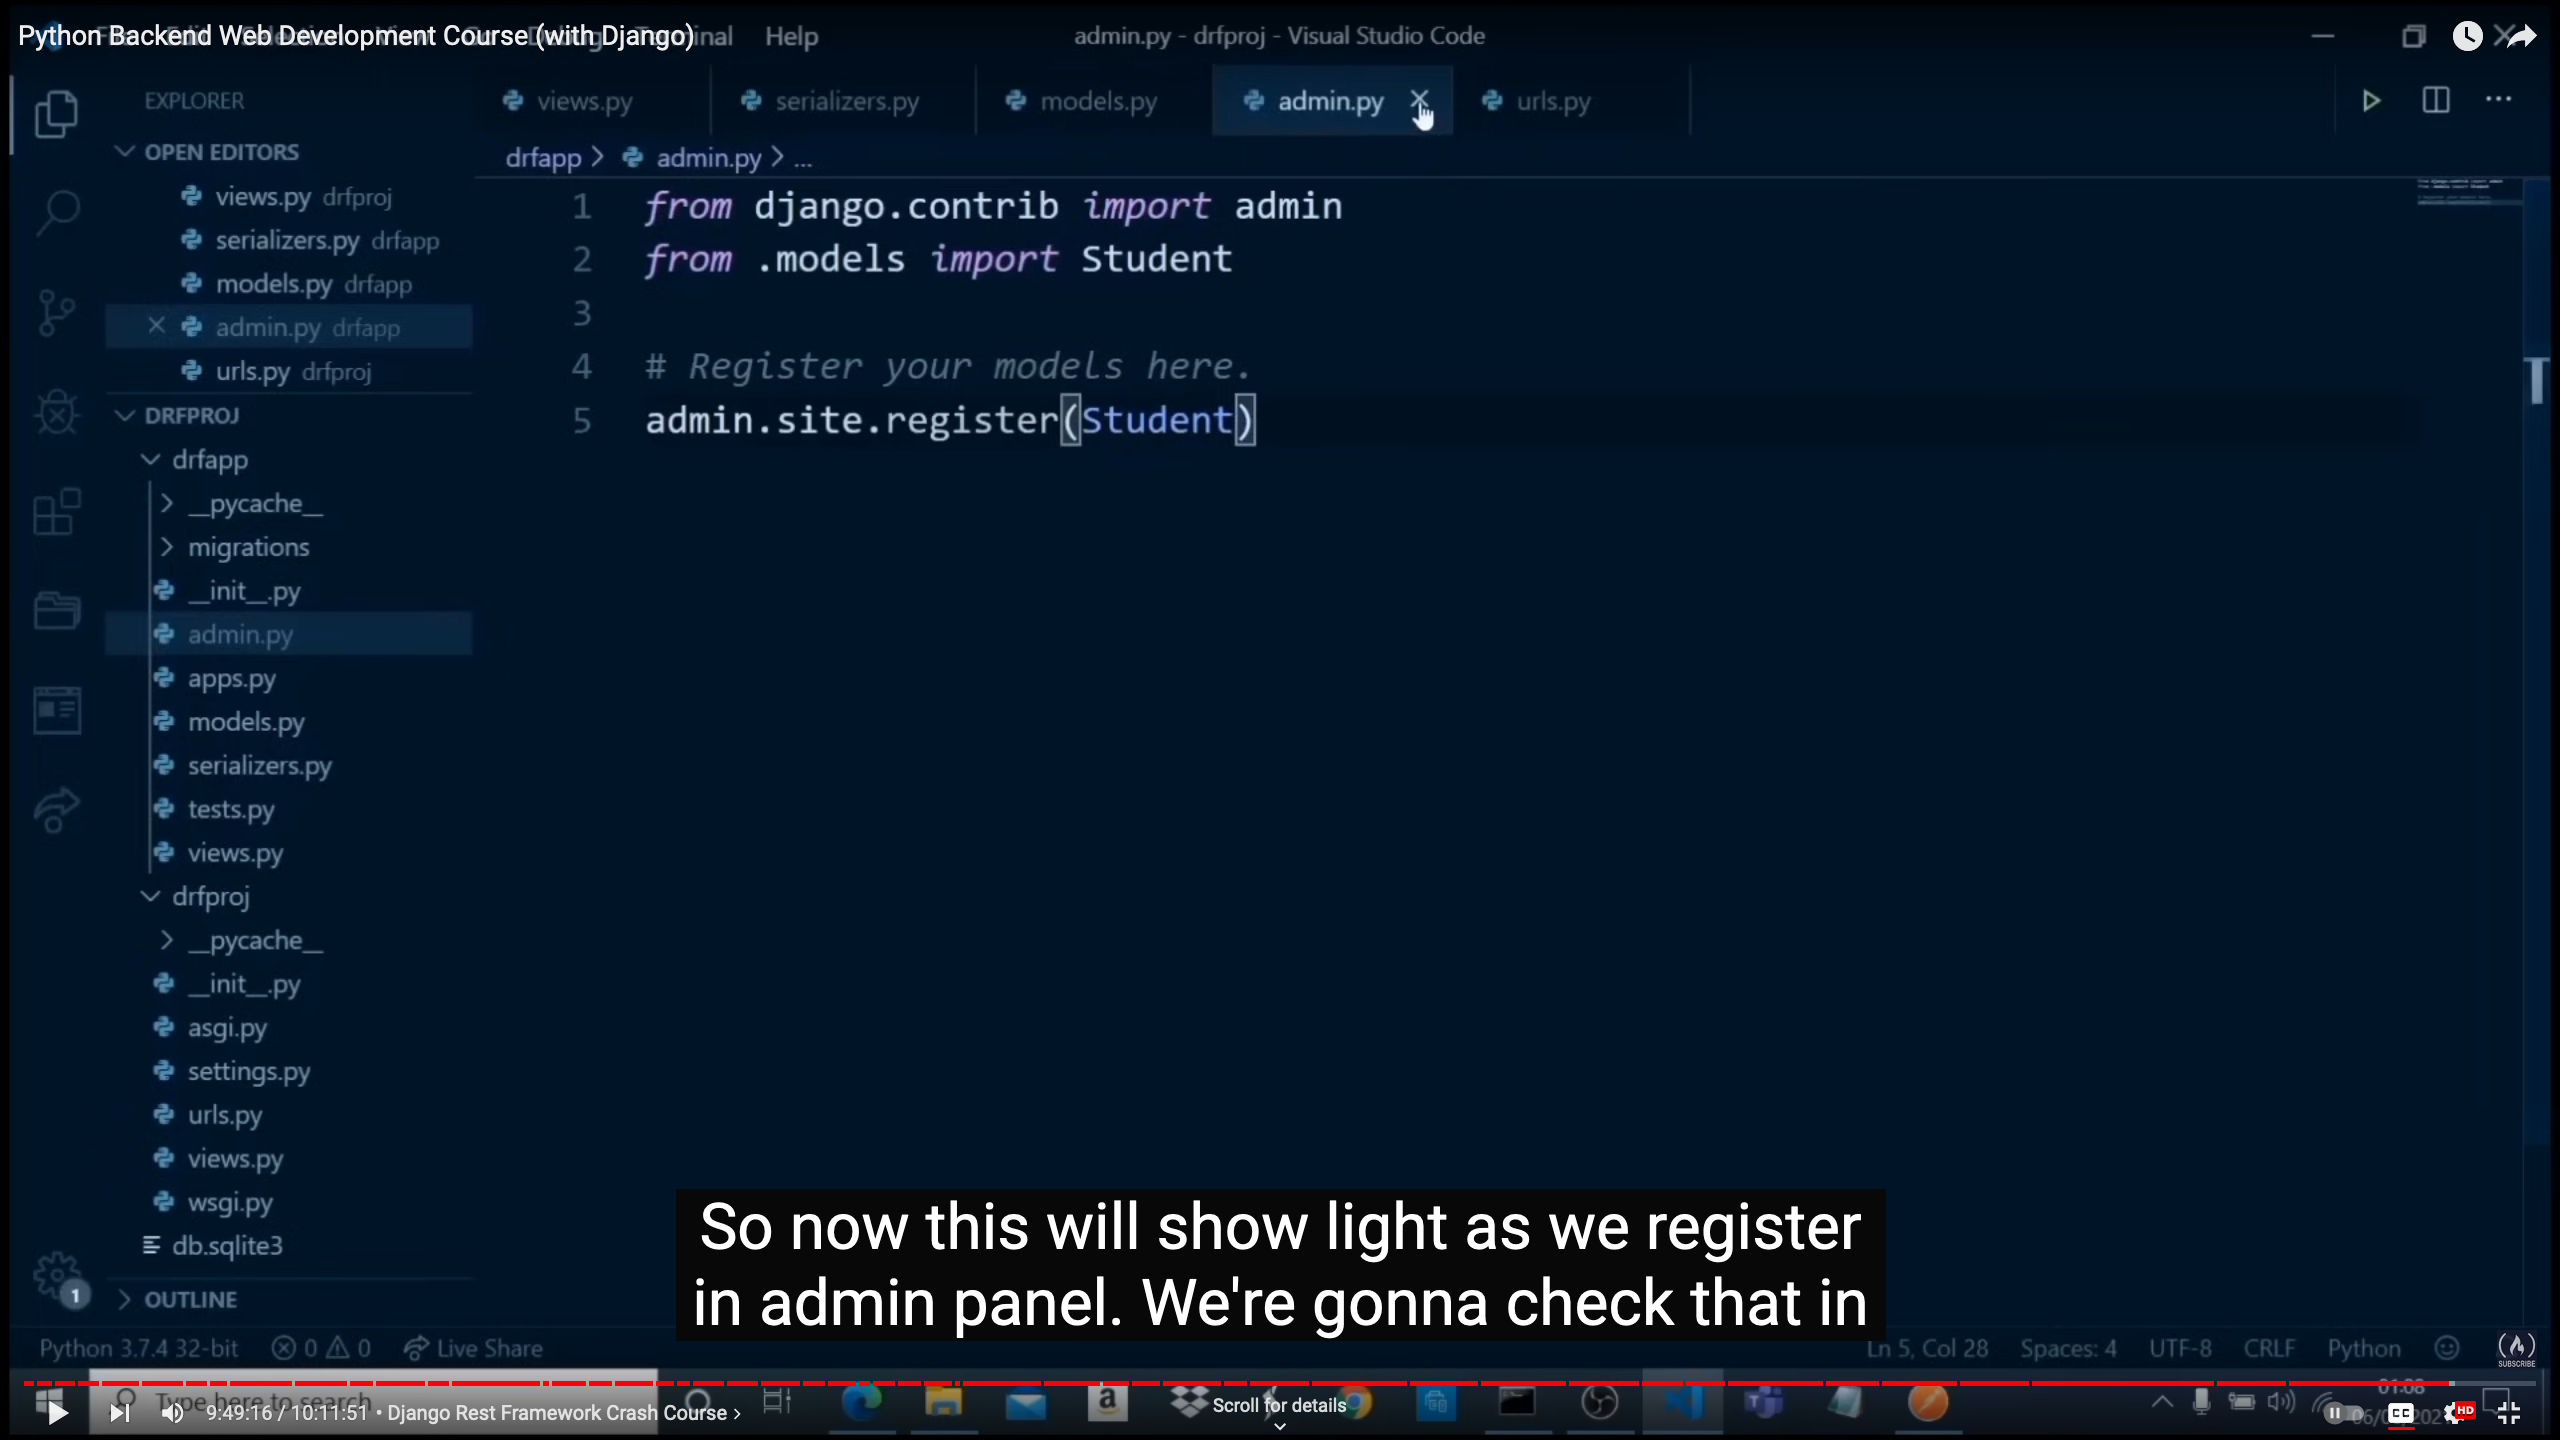 Python Backend Web Development Course (with Django)
Help
admin.py - drfproj - Visual Studio Code
EXPLORER
views.py
serializers.py
models.py
admin.py
urls.py
OPEN EDITORS
drfapp > admin.py > ...
views.py drfproj
serializers.py drfapp
models.py drfapp
admin.py drfapp
urls.py drfproj
DRFPROJ
drfapp
__pycache__
migrations
__init__.py
admin.py
apps.py
models.py
serializers.py
tests.py
views.py
drfproj
__pycache__
__init__.py
asgi.py
settings.py
urls.py
views.py
wsgi.py
db.sqlite3
OUTLINE
1
1 from django.contrib import admin
2 from .models import Student
3
4 # Register your models here.
5 admin.site.register(Student)
So now this will show light as we register
in admin panel. We're gonna check that in
Python 3.7.4 32-bit
0
0
Live Share
Ln 5, Col 28
Spaces: 4
UTF-8
CRLF
Python
SUBSCRIBE
Type here to search
9:49:16 / 10:11:51 • Django Rest Framework Crash Course >
Scroll for details
01:08
CC
HD